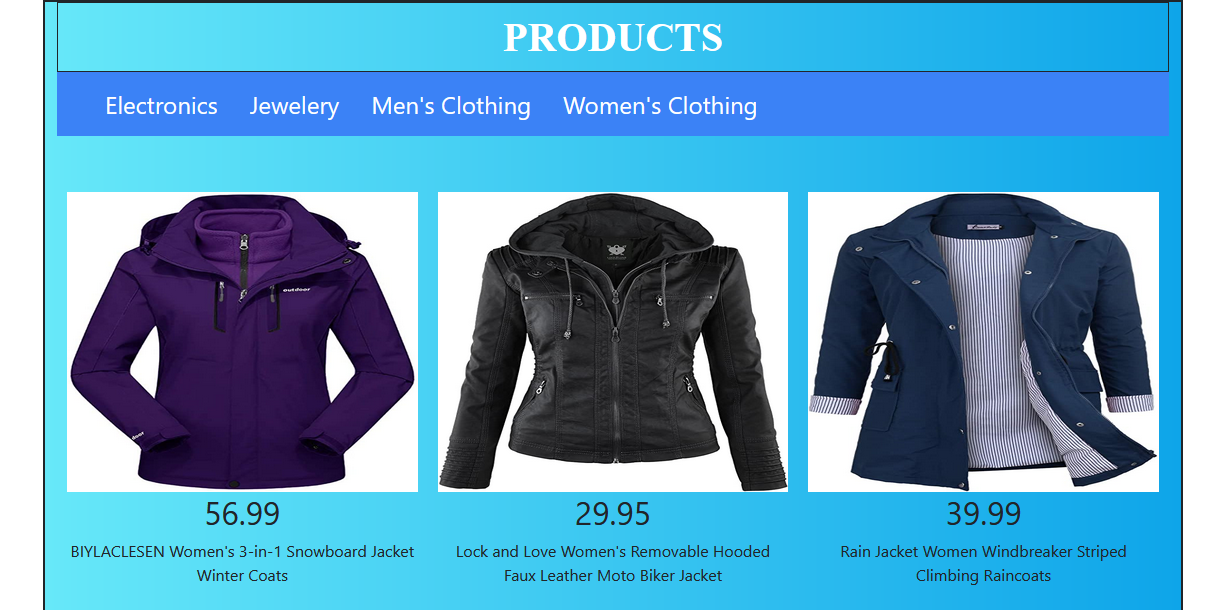 PRODUCTS
Electronics Jewelery Men's Clothing Women's Clothing
outdoor
56.99
29.95
39.99
BIYLACLESEN Women's 3-in-1 Snowboard Jacket
Winter Coats
Lock and Love Women's Removable Hooded
Faux Leather Moto Biker Jacket
Rain Jacket Women Windbreaker Striped
Climbing Raincoats